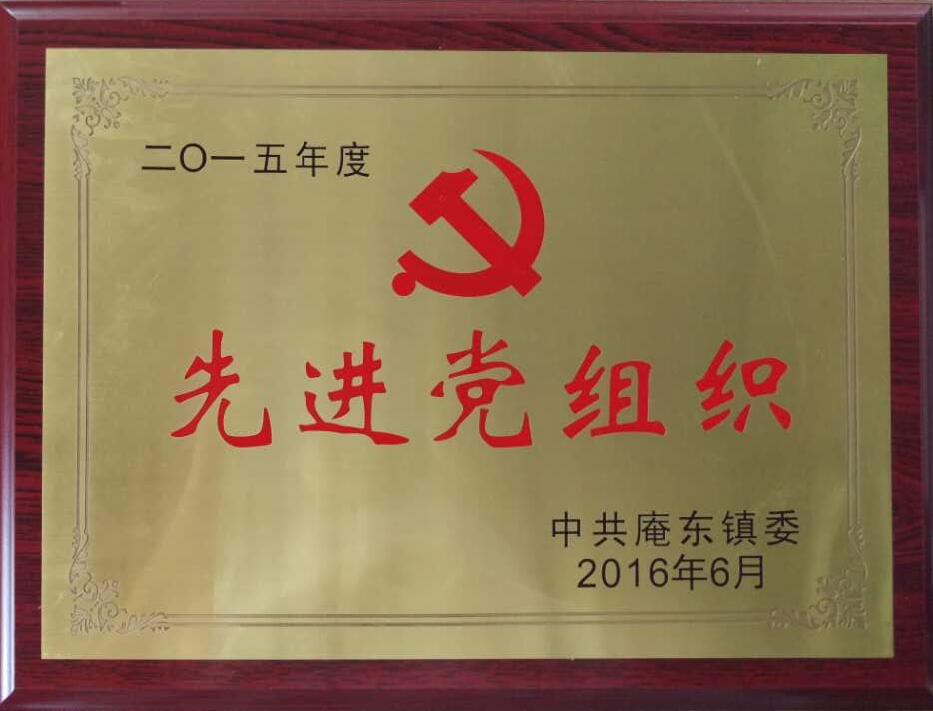 二〇一五年度
先进党组织
中共庵东镇委
2016年6月